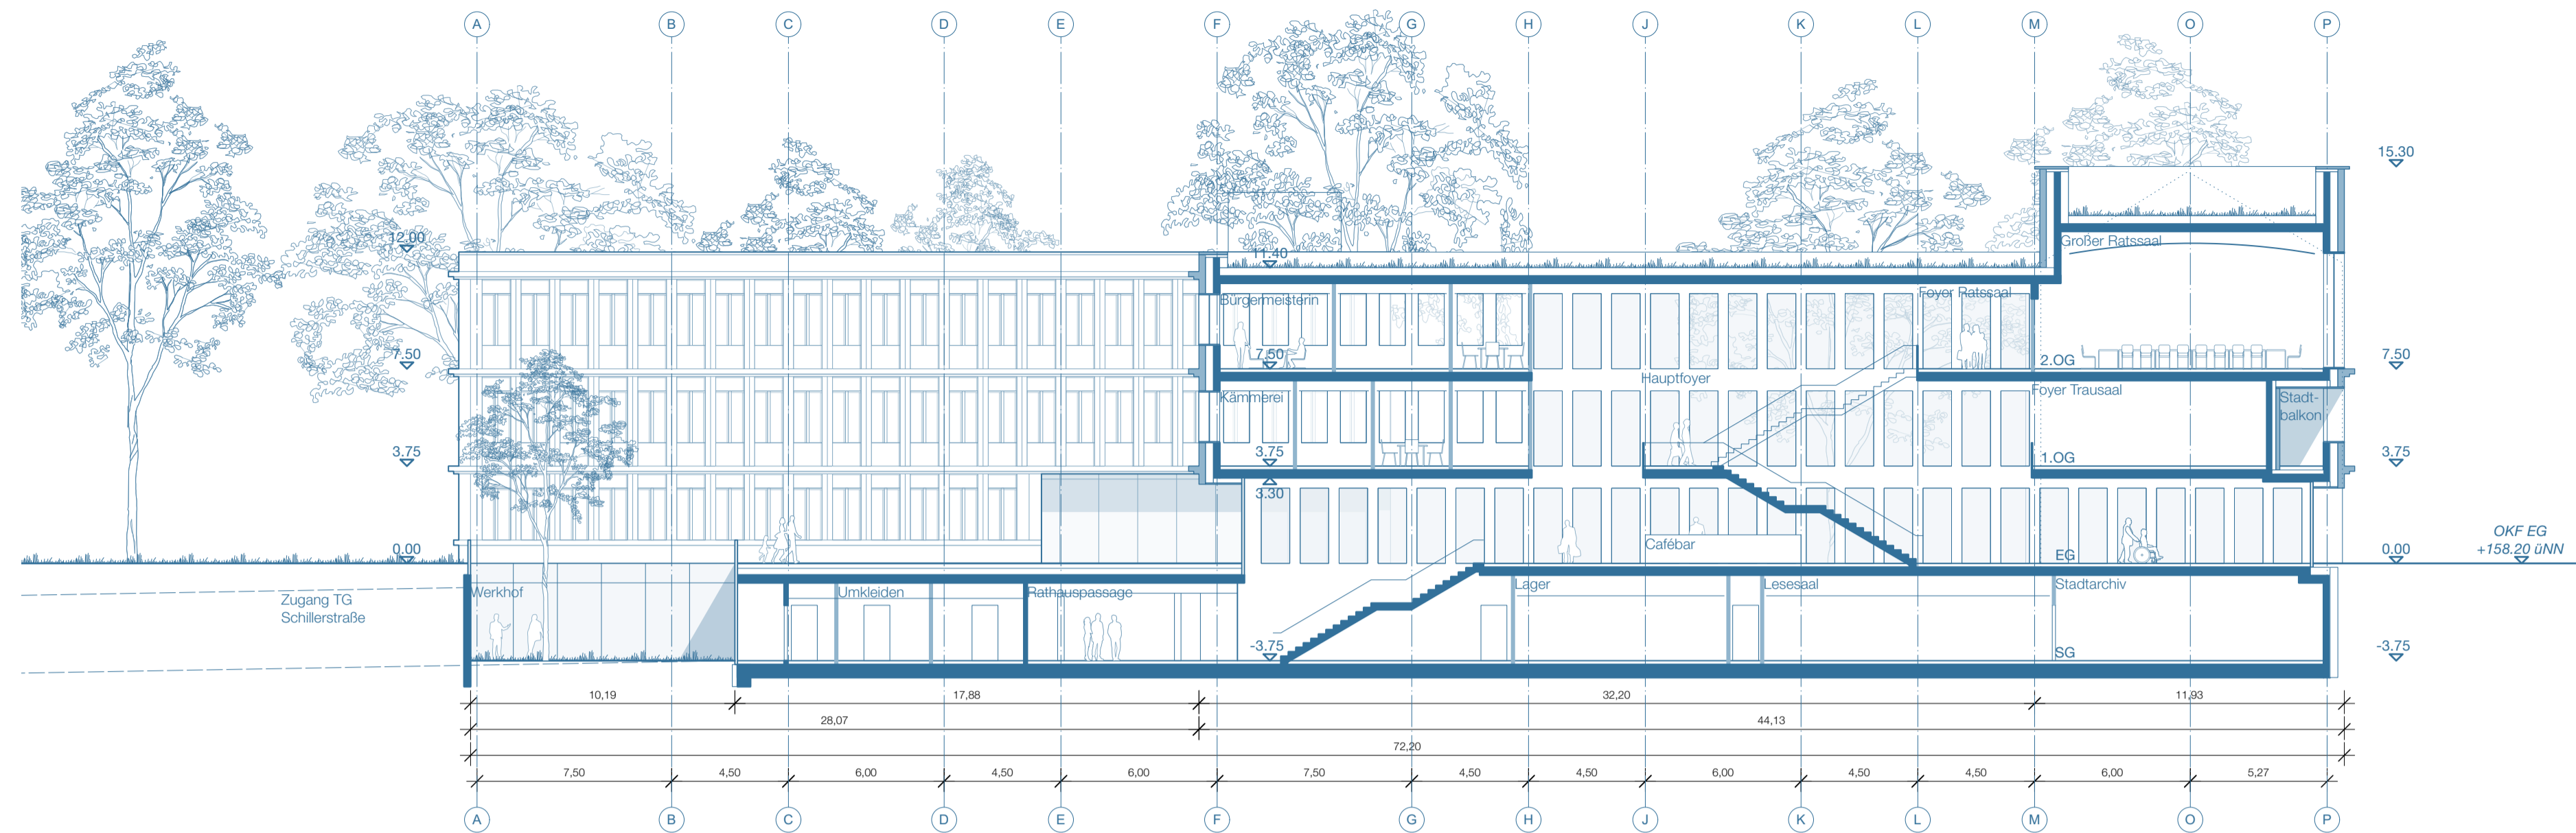 A B C D E F G H J K L M O P
15.30
12.00
11.40
Großer Ratssaal
Bürgermeisterin
Foyer Ratssaal
7.50
7.50
7.50
2.OG
Hauptfoyer
Kämmerei
Foyer Trausaal
Stadt-
balkon
3.75
3.75
3.75
1.OG
3.30
OKF EG
+158.20 üNN
Cafébar
0.00
0.00
EG
Zugang TG
Schillerstraße
Werkhof
Umkleiden
Rathauspassage
Lager
Lesesaal
Stadtarchiv
-3.75
-3.75
SG
10,19 17,88 32,20 11,93
28,07 44,13
72,20
7,50 4,50 6,00 4,50 6,00 7,50 4,50 4,50 6,00 4,50 4,50 6,00 5,27
A B C D E F G H J K L M O P